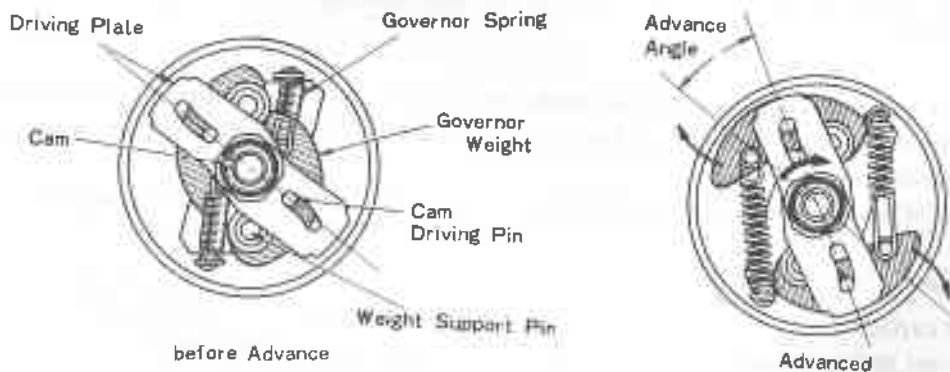 Driving Plate
Governor Spring
Cam
Governor
Weight
Cam
Driving Pin
Weight Support Pin
before Advance
Advance
Angle
Advanced